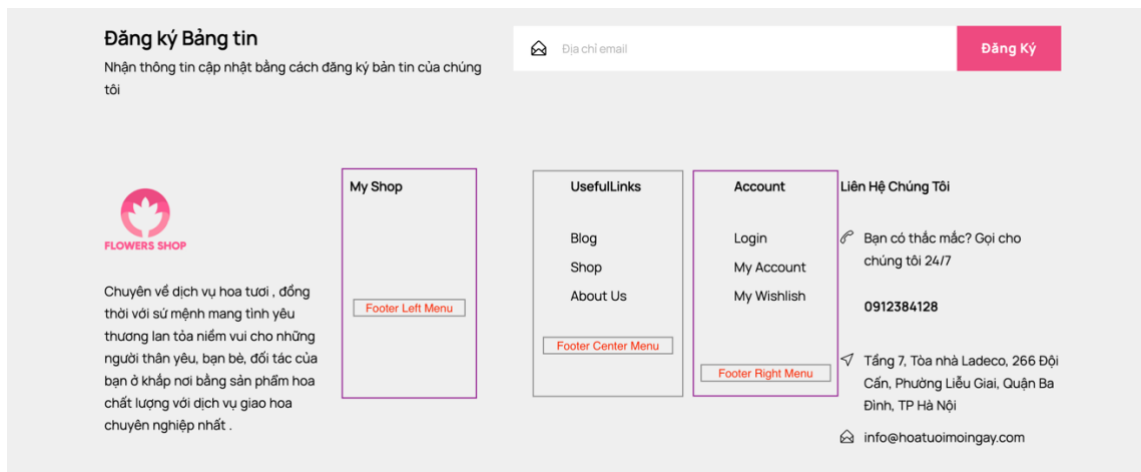 Đăng ký Bảng tin
Nhận thông tin cập nhật bằng cách đăng ký bản tin của chúng
tôi
Địa chỉ email
Đăng Ký
FLOWERS SHOP
Chuyên về dịch vụ hoa tươi , đồng
thời với sứ mệnh mang tình yêu
thương lan tỏa niềm vui cho những
người thân yêu, bạn bè, đối tác của
bạn ở khắp nơi bằng sản phẩm hoa
chất lượng với dịch vụ giao hoa
chuyên nghiệp nhất .
My Shop
Footer Left Menu
UsefulLinks
Blog
Shop
About Us
Footer Center Menu
Account
Login
My Account
My Wishlish
Footer Right Menu
Liên Hệ Chúng Tôi
Bạn có thắc mắc? Gọi cho
chúng tôi 24/7
0912384128
Tầng 7, Tòa nhà Ladeco, 266 Đội
Cấn, Phường Liễu Giai, Quận Ba
Đình, TP Hà Nội
info@hoatuoimoingay.com